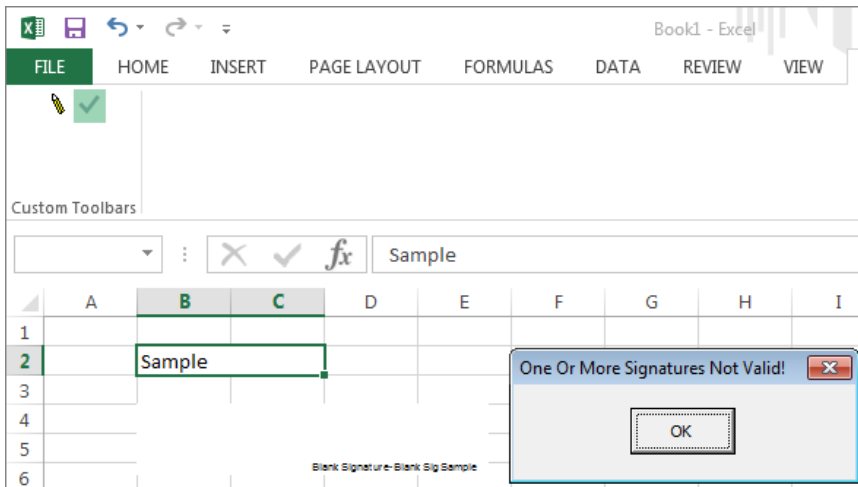 Book1 - Excel
FILE HOME INSERT PAGE LAYOUT FORMULAS DATA REVIEW VIEW
Custom Toolbars
fx Sample
A B C D E F G H I
1
2 Sample
3
4
5
6
One Or More Signatures Not Valid!
OK
Blank Signature-Blank Sig Sample